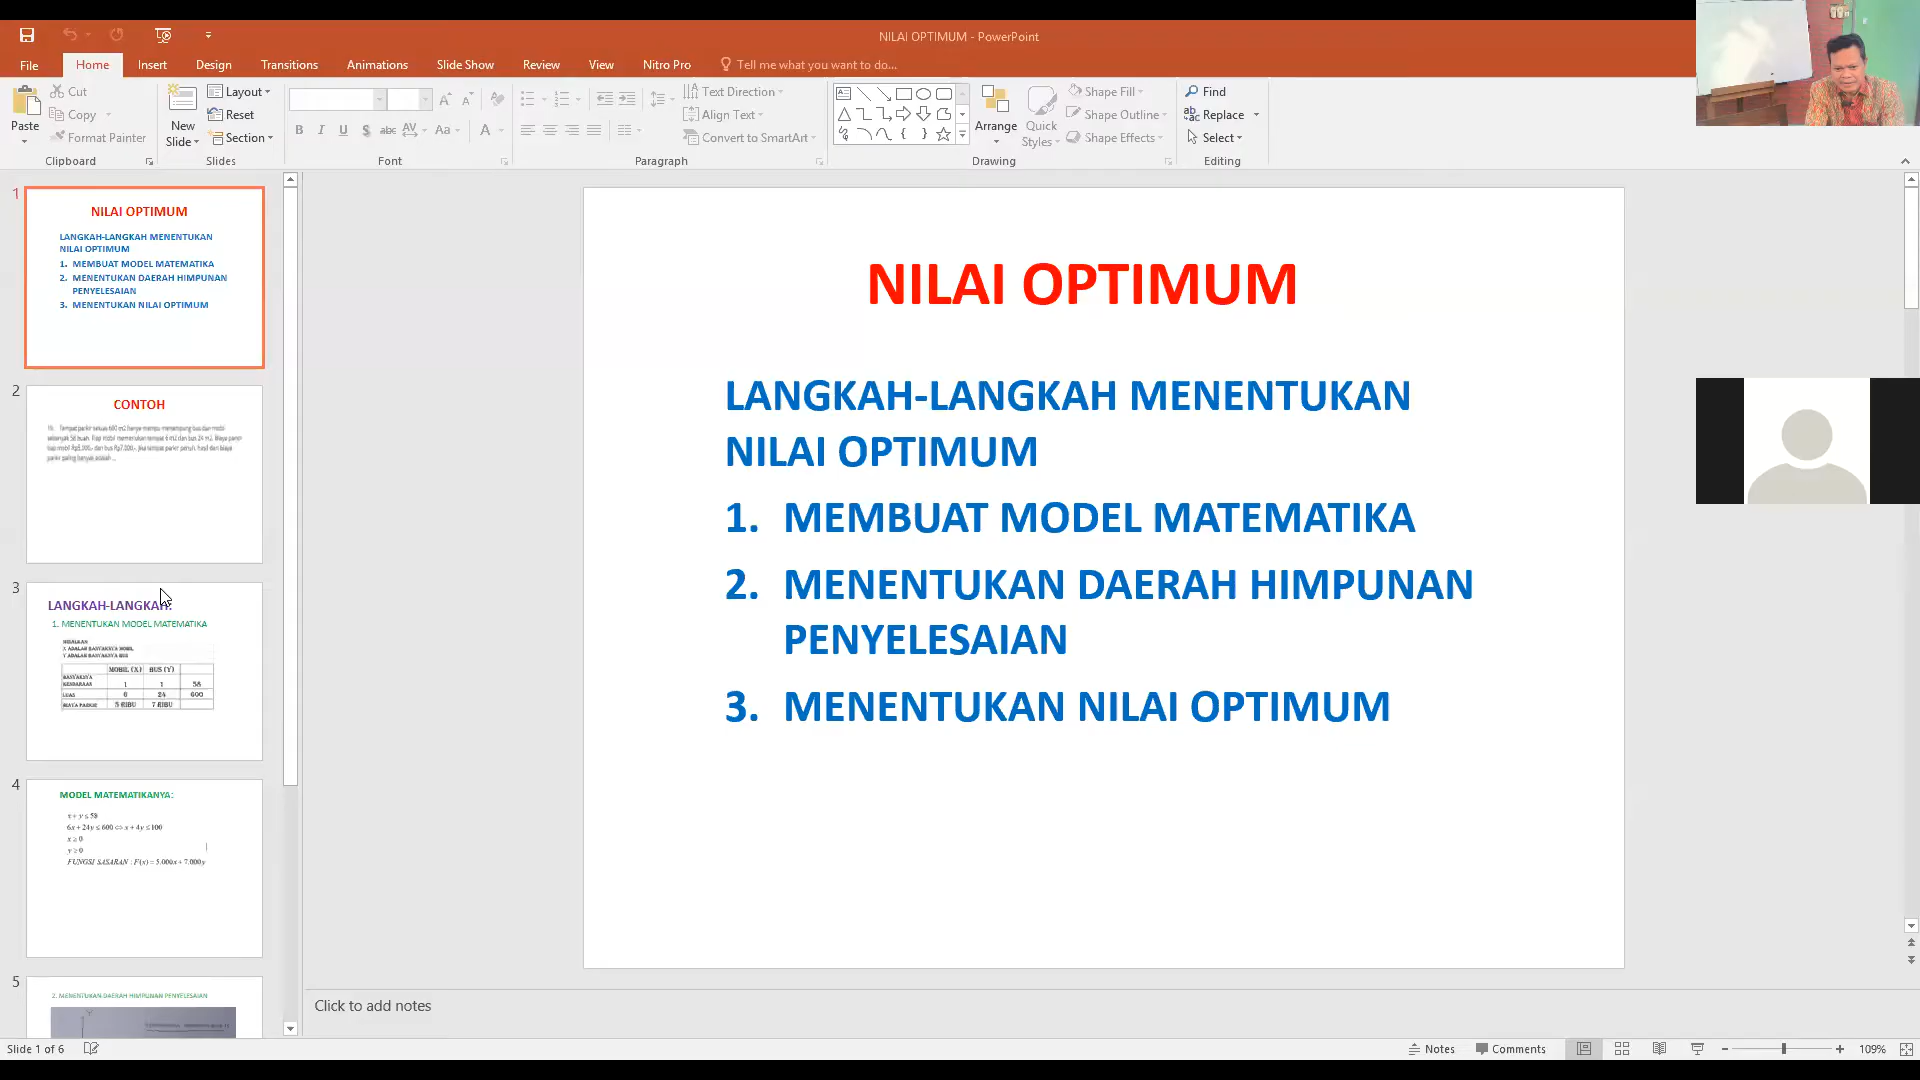 NILAI OPTIMUM - PowerPoint
File Home Insert Design Transitions Animations Slide Show Review View Nitro Pro Tell me what you want to do...
Paste
Cut
Copy
Format Painter
Clipboard
New Slide
Layout
Reset
Section
Slides
B I U S abc AV Aa A
Font
Text Direction
Align Text
Convert to SmartArt
Paragraph
Arrange
Quick Styles
Shape Fill
Shape Outline
Shape Effects
Drawing
Find
Replace
Select
Editing
1
NILAI OPTIMUM
LANGKAH-LANGKAH MENENTUKAN
NILAI OPTIMUM
1. MEMBUAT MODEL MATEMATIKA
2. MENENTUKAN DAERAH HIMPUNAN
PENYELESAIAN
3. MENENTUKAN NILAI OPTIMUM
2
CONTOH
3
LANGKAH-LANGKAH:
1. MENENTUKAN MODEL MATEMATIKA
MISALKAN
X ADALAH BANYAKNYA MOBIL
Y ADALAH BANYAKNYA BUS
MOBIL (X) BUS (Y)
BANYAKNYA
KENDARAAN 1 1 58
LUAS 6 24 600
BIAYA PARKIR 5 RIBU 7 RIBU
4
MODEL MATEMATIKANYA:
x + y ≤ 58
6x + 24y ≤ 600 ⇔ x + 4y ≤ 100
x ≥ 0
y ≥ 0
FUNGSI SASARAN : F(x) = 5.000x + 7.000y
5
2. MENENTUKAN DAERAH HIMPUNAN PENYELESAIAN
NILAI OPTIMUM
LANGKAH-LANGKAH MENENTUKAN
NILAI OPTIMUM
1. MEMBUAT MODEL MATEMATIKA
2. MENENTUKAN DAERAH HIMPUNAN
PENYELESAIAN
3. MENENTUKAN NILAI OPTIMUM
Click to add notes
Slide 1 of 6
Notes
Comments
109%